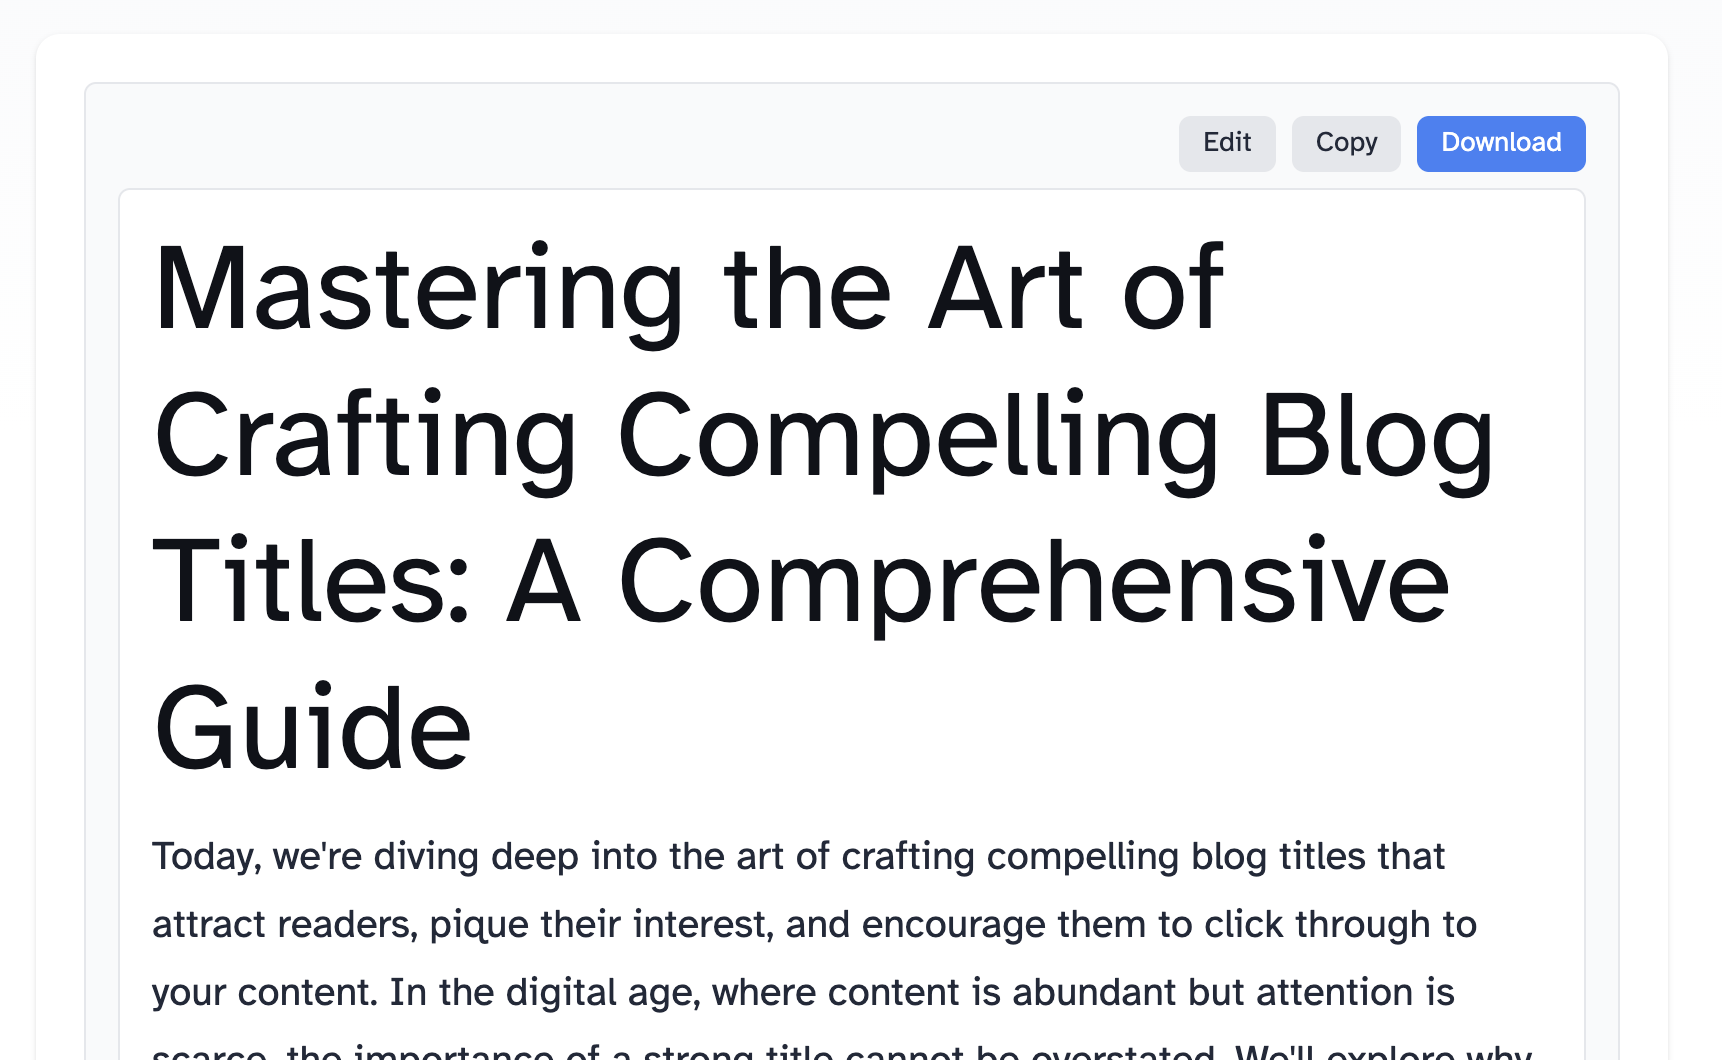 Edit Copy Download
Mastering the Art of
Crafting Compelling Blog
Titles: A Comprehensive
Guide
Today, we're diving deep into the art of crafting compelling blog titles that
attract readers, pique their interest, and encourage them to click through to
your content. In the digital age, where content is abundant but attention is
scarce, the importance of a strong title cannot be overstated. We'll explore why